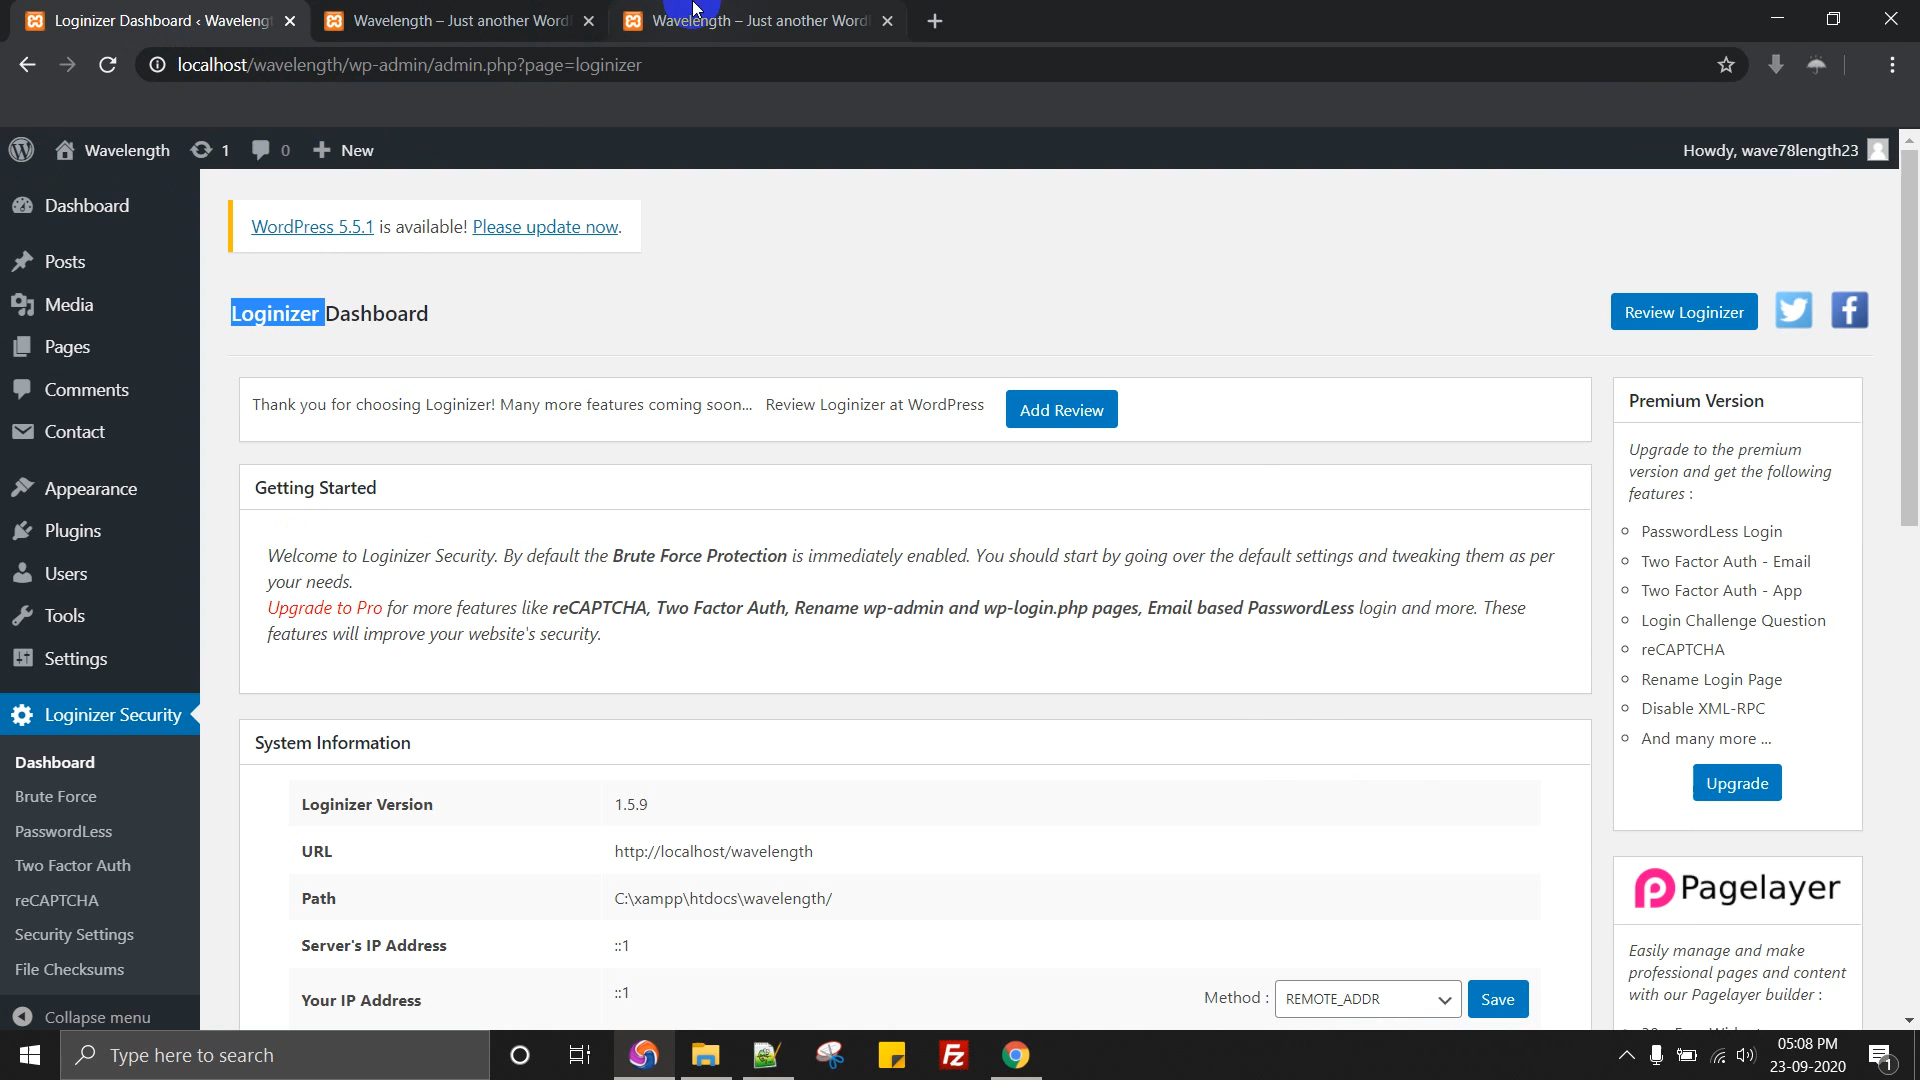 Loginizer Dashboard ‹ Wavelengt
Wavelength – Just another Word
Wavelength – Just another Word
localhost/wavelength/wp-admin/admin.php?page=loginizer
Wavelength
1
0
New
Howdy, wave78length23
Dashboard
Posts
Media
Pages
Comments
Contact
Appearance
Plugins
Users
Tools
Settings
Loginizer Security
Dashboard
Brute Force
PasswordLess
Two Factor Auth
reCAPTCHA
Security Settings
File Checksums
Collapse menu
WordPress 5.5.1 is available! Please update now.
Loginizer Dashboard
Review Loginizer
Thank you for choosing Loginizer! Many more features coming soon... Review Loginizer at WordPress
Add Review
Getting Started
Welcome to Loginizer Security. By default the Brute Force Protection is immediately enabled. You should start by going over the default settings and tweaking them as per
your needs.
Upgrade to Pro for more features like reCAPTCHA, Two Factor Auth, Rename wp-admin and wp-login.php pages, Email based PasswordLess login and more. These
features will improve your website's security.
System Information
Loginizer Version 1.5.9
URL http://localhost/wavelength
Path C:\xampp\htdocs\wavelength/
Server's IP Address ::1
Your IP Address ::1 Method : REMOTE_ADDR Save
Premium Version
Upgrade to the premium
version and get the following
features :
PasswordLess Login
Two Factor Auth - Email
Two Factor Auth - App
Login Challenge Question
reCAPTCHA
Rename Login Page
Disable XML-RPC
And many more ...
Upgrade
Pagelayer
Easily manage and make
professional pages and content
with our Pagelayer builder :
Type here to search
05:08 PM
23-09-2020
1